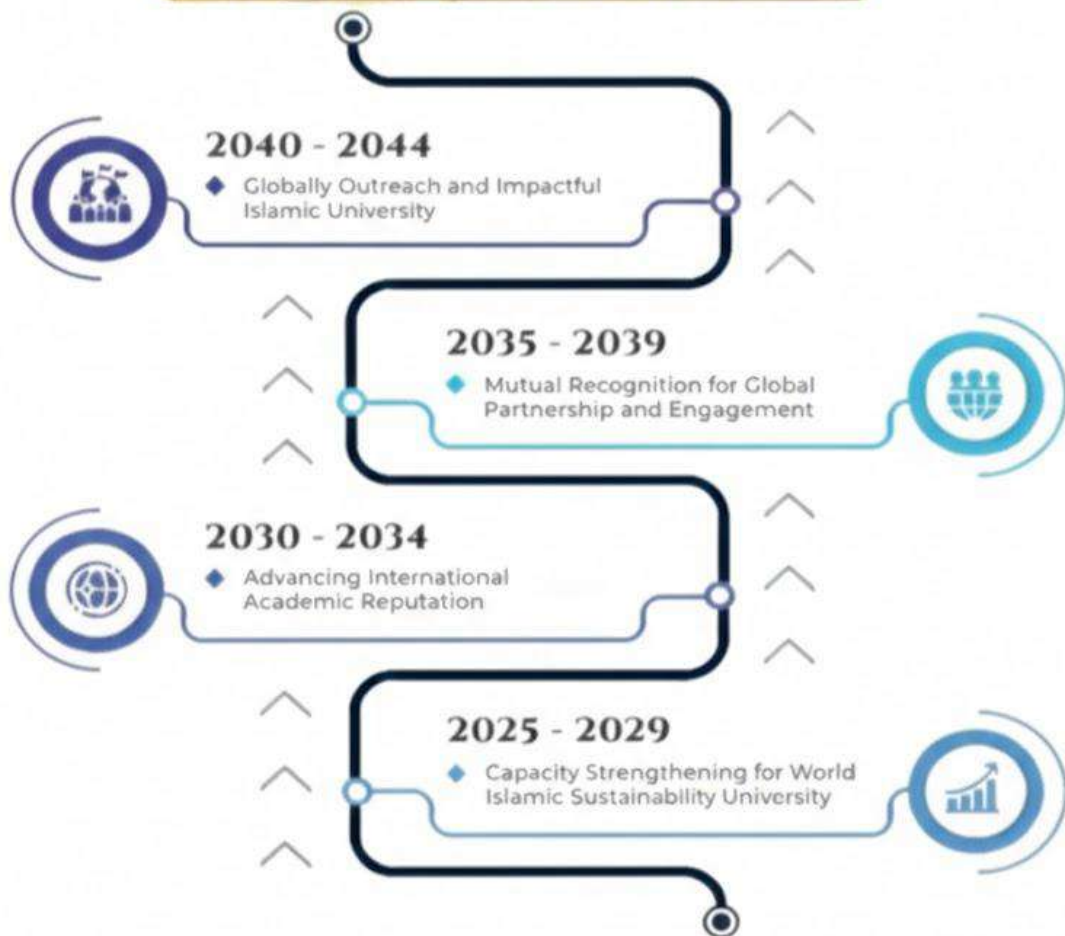 2040 - 2044
Globally Outreach and Impactful
Islamic University
2035 - 2039
Mutual Recognition for Global
Partnership and Engagement
2030 - 2034
Advancing International
Academic Reputation
2025 - 2029
Capacity Strengthening for World
Islamic Sustainability University